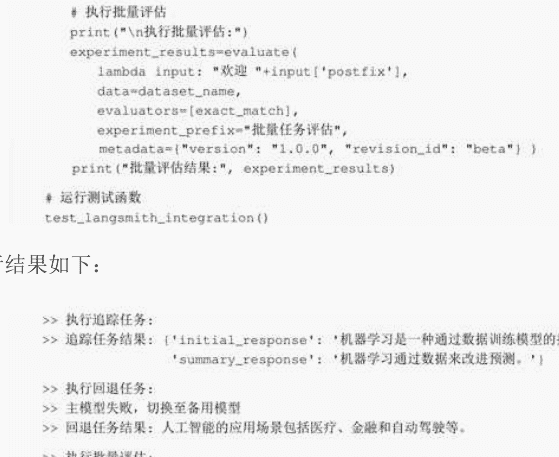 # 执行批量评估
print("\n执行批量评估:")
experiment_results=evaluate(
lambda input: "欢迎 "+input['postfix'],
data=dataset_name,
evaluators=[exact_match],
experiment_prefix="批量任务评估",
metadata={"version": "1.0.0", "revision_id": "beta"} )
print("批量评估结果:", experiment_results)
# 运行测试函数
test_langsmith_integration()
结果如下：
>> 执行追踪任务:
>> 追踪任务结果: {'initial_response': '机器学习是一种通过数据训练模型的
'summary_response': '机器学习通过数据来改进预测。'}
>> 执行回退任务:
>> 主模型失败，切换至备用模型
>> 回退任务结果: 人工智能的应用场景包括医疗、金融和自动驾驶等。
>> 执行批量评估: